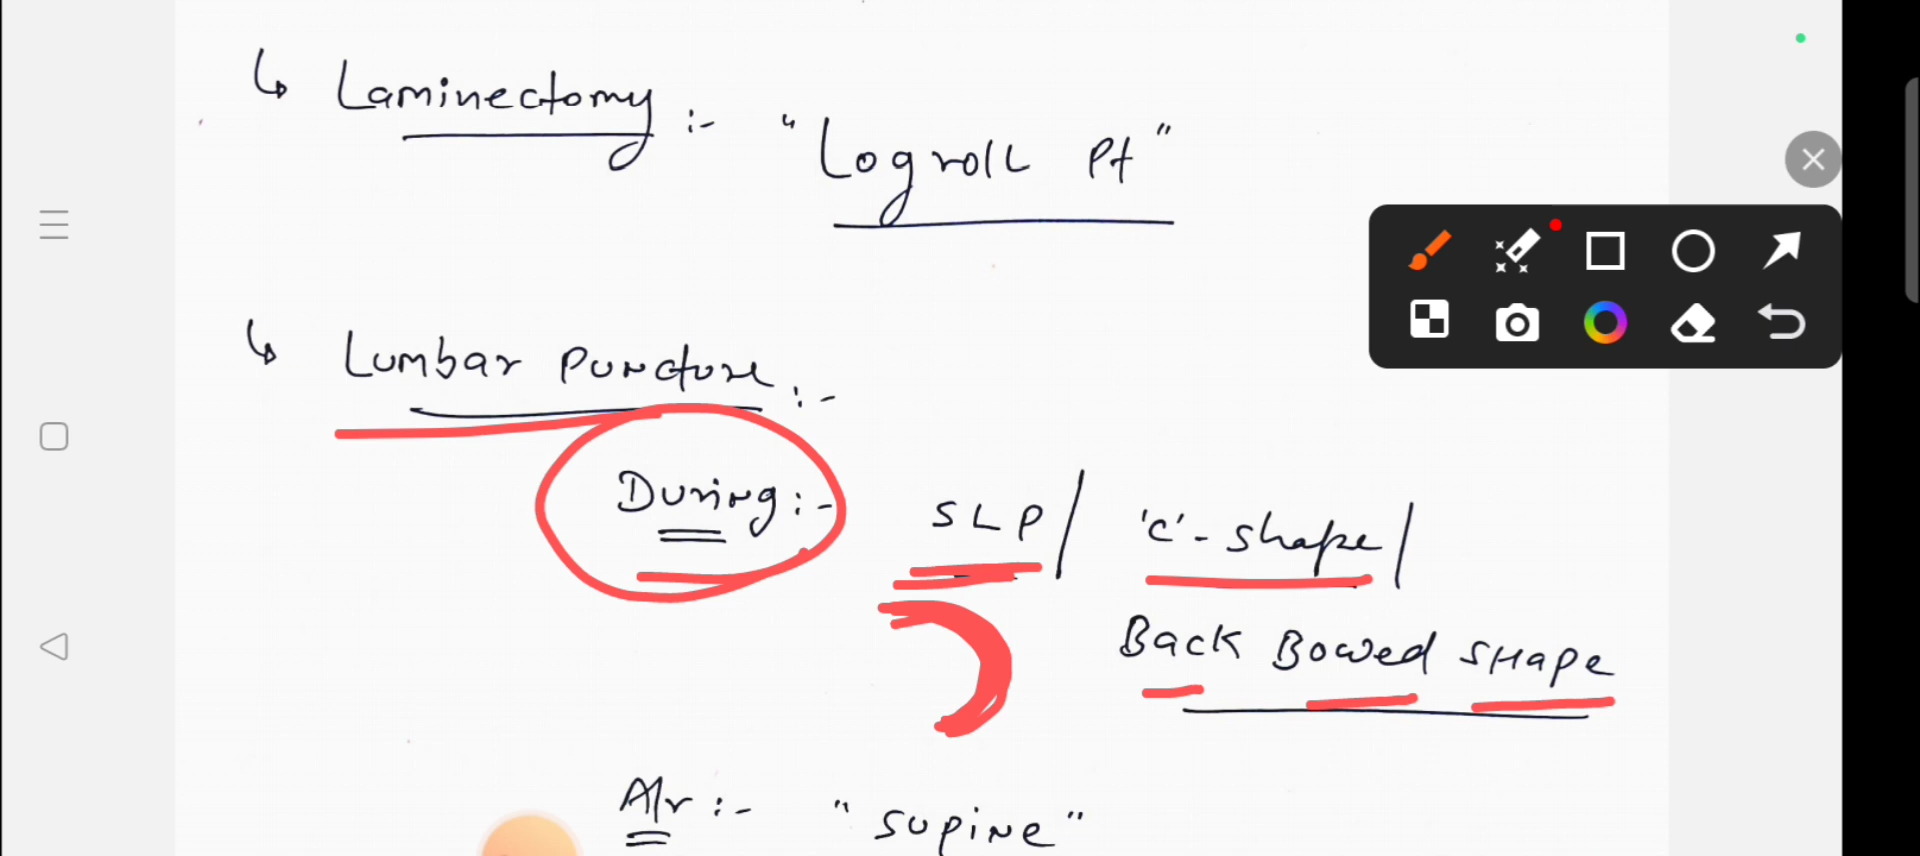 ↳ Laminectomy :- "Logroll Pt"
↳ Lumbar Puncture :-
During :- SLP / 'C'-shape /
Back Bowed SHape
Afr :- "supine"